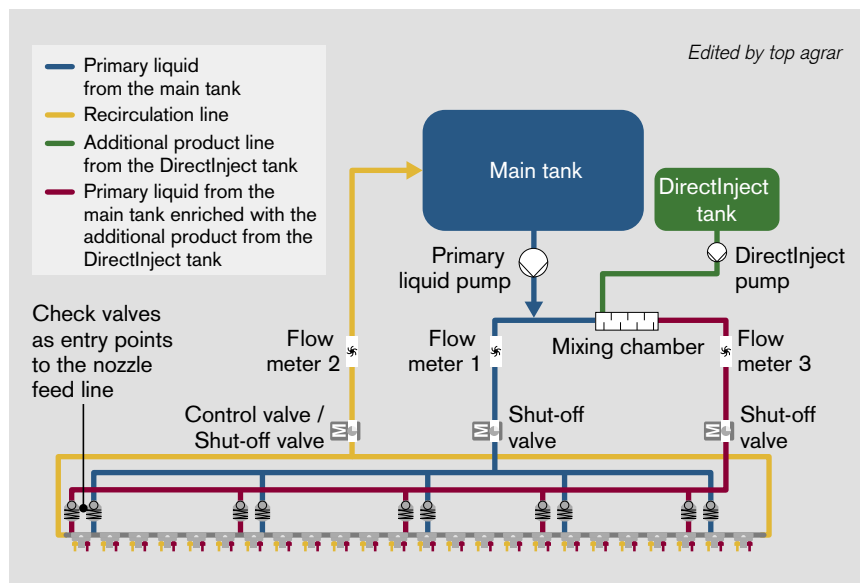 Edited by top agrar
Primary liquid
from the main tank
Recirculation line
Additional product line
from the DirectInject tank
Primary liquid from the
main tank enriched with the
additional product from the
DirectInject tank
Main tank
DirectInject
tank
Primary
liquid pump
DirectInject
pump
Check valves
as entry points
to the nozzle
feed line
Flow
meter 2
Flow
meter 1
Mixing chamber
Flow
meter 3
Control valve /
Shut-off valve
M
Shut-off
valve
M
Shut-off
valve
M